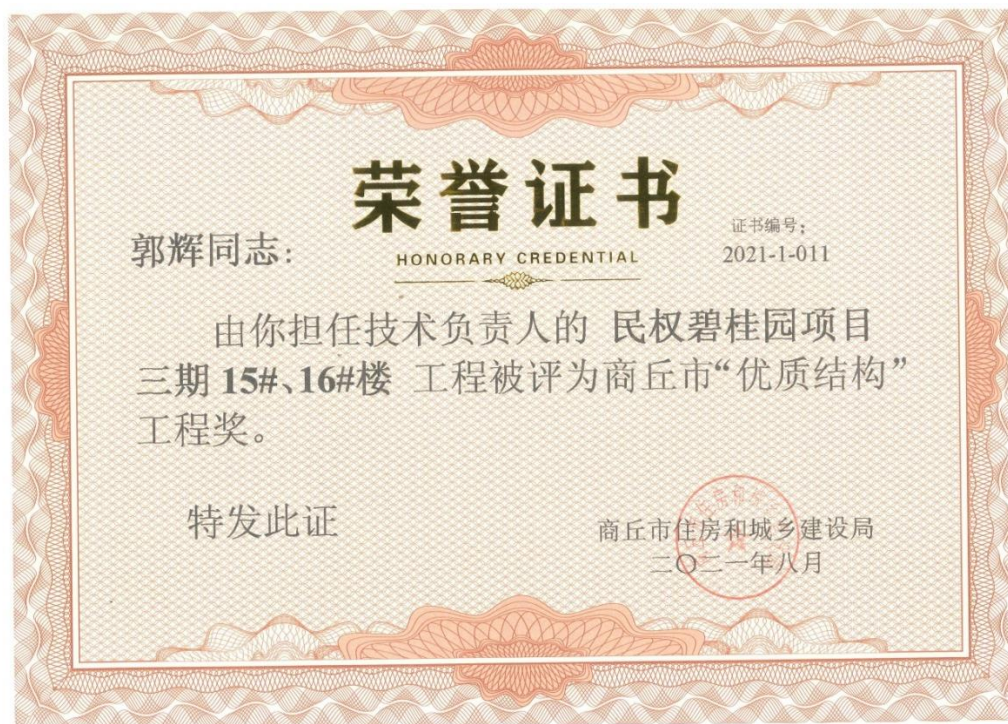 荣誉证书
HONORARY CREDENTIAL
证书编号：
2021-1-011
郭辉同志：
由你担任技术负责人的 民权碧桂园项目
三期 15#、16#楼 工程被评为商丘市“优质结构”
工程奖。
特发此证
商丘市住房和城乡建设局
二〇二一年八月